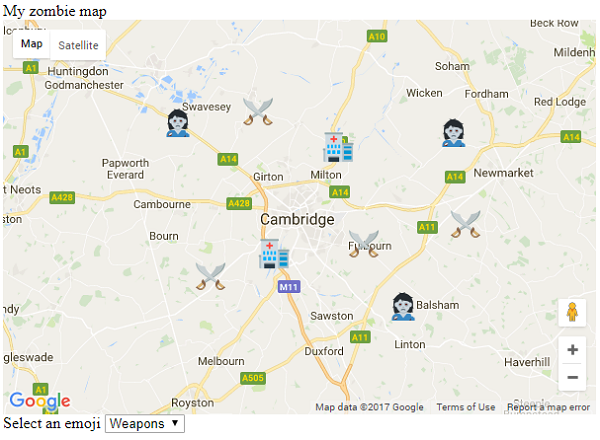 My zombie map
Beck Row
A10
Map
Satellite
A1
Huntingdon
Godmanchester
Soham
Mildenh
Wicken
Fordham
Red Lodge
Swavesey
A14
A1
A14
Papworth
Everard
Girton
Milton
A14
A14
Newmarket
t Neots
A428
Cambourne
A428
ston
Cambridge
A11
Bourn
Fulbourn
M11
Balsham
ndy
Sawston
A11
Linton
gleswade
Duxford
Melbourn
Haverhill
A505
A1
Royston
Google
Map data ©2017 Google
Terms of Use
Report a map error
Select an emoji
Weapons